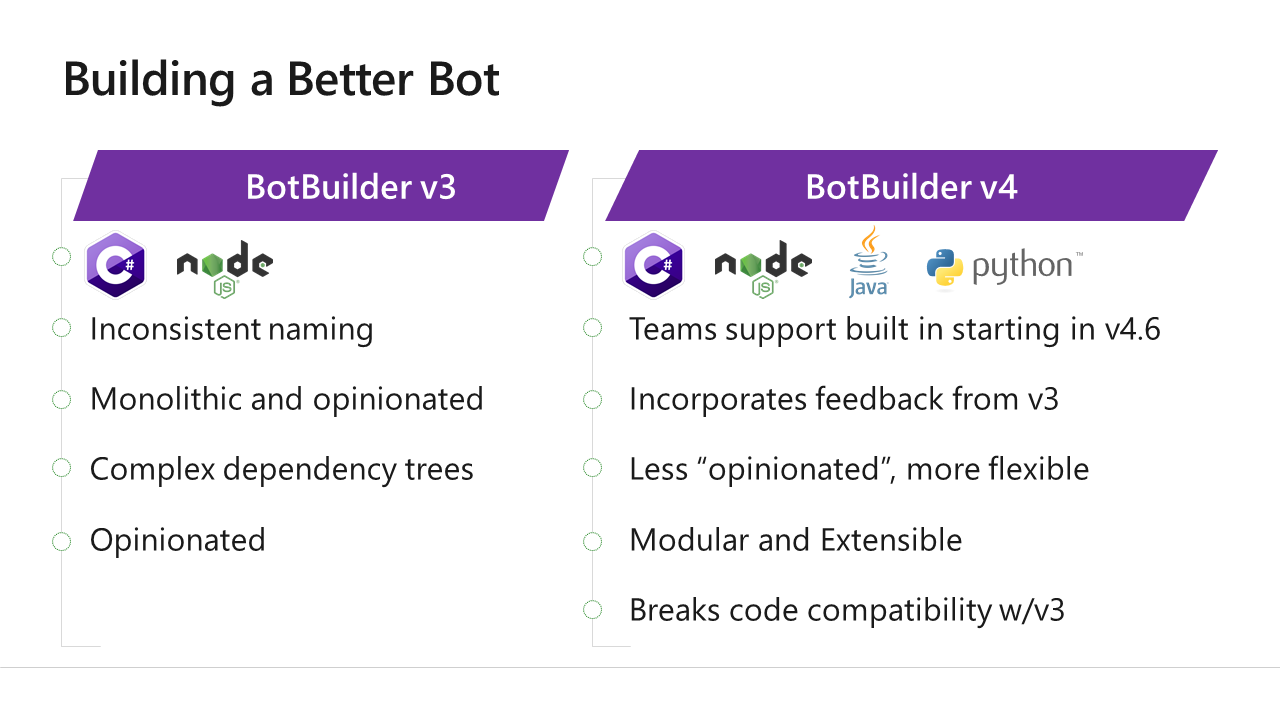 Building a Better Bot
BotBuilder v3
C#
node
JS
Inconsistent naming
Monolithic and opinionated
Complex dependency trees
Opinionated
BotBuilder v4
C#
node
JS
Java
python™
Teams support built in starting in v4.6
Incorporates feedback from v3
Less “opinionated”, more flexible
Modular and Extensible
Breaks code compatibility w/v3